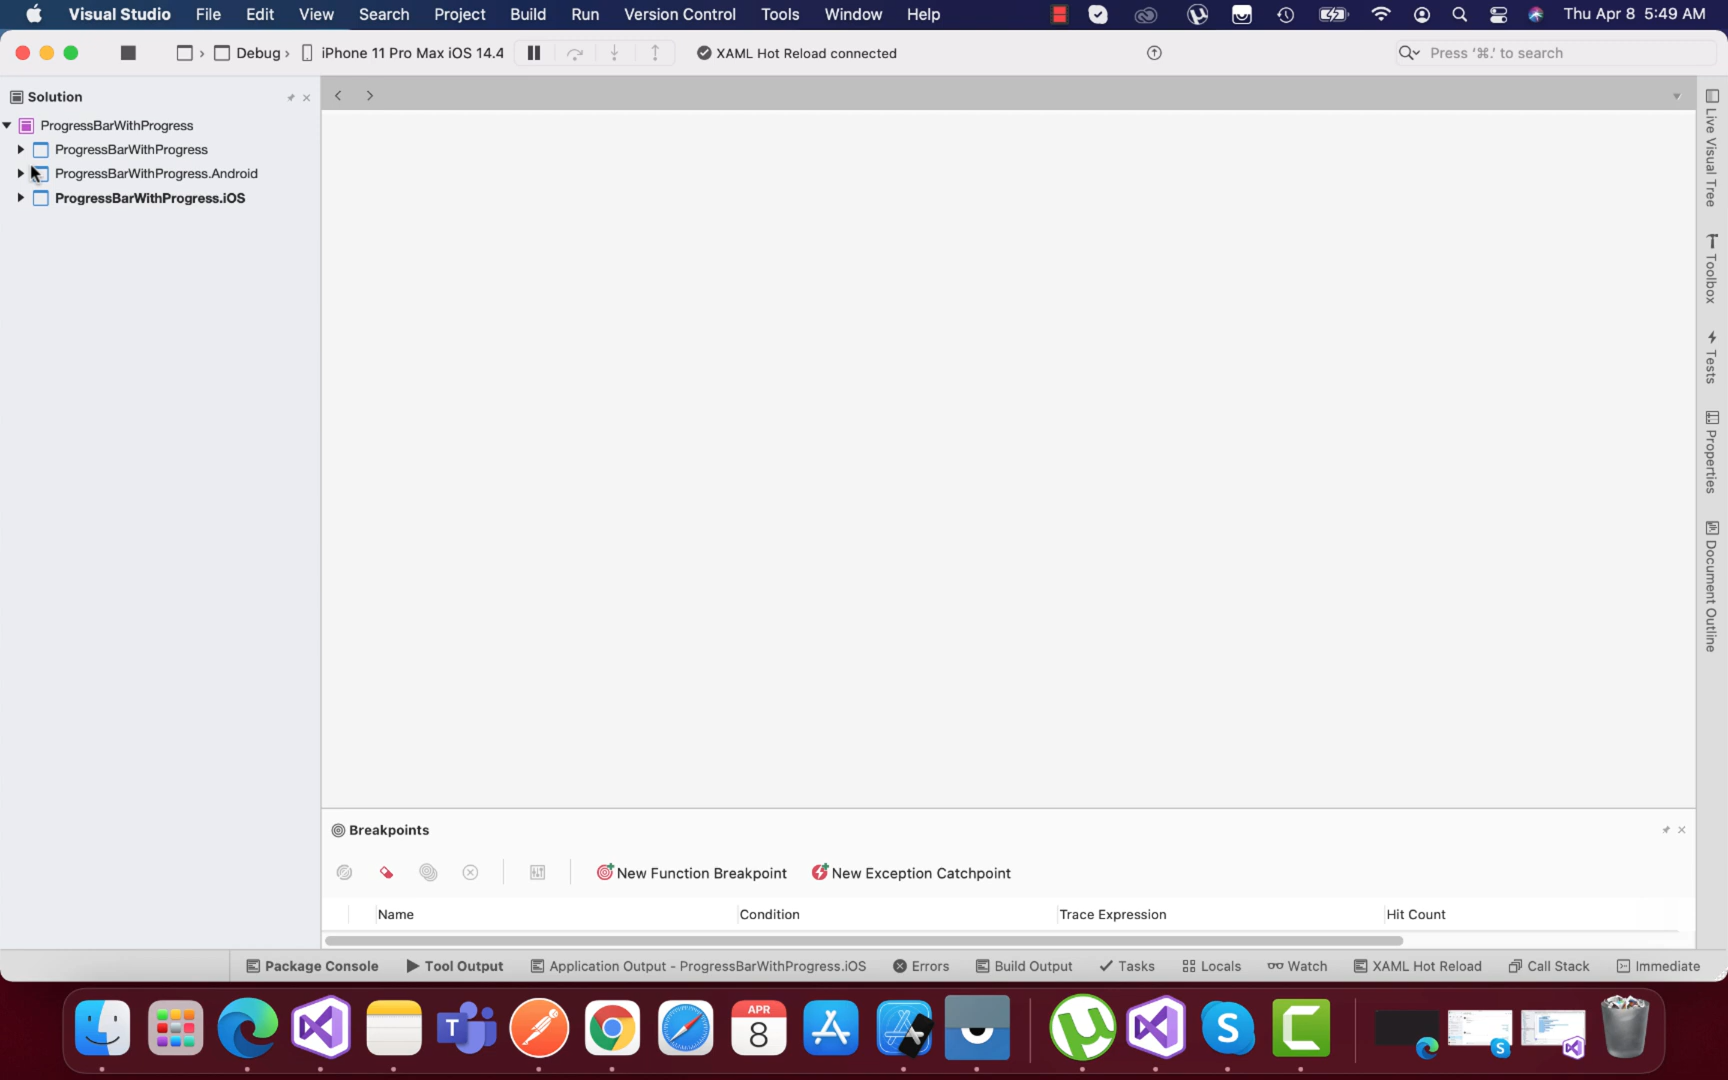 Visual Studio File Edit View Search Project Build Run Version Control Tools Window Help Thu Apr 8 5:49 AM
Debug iPhone 11 Pro Max iOS 14.4 XAML Hot Reload connected Press ‘⌘.’ to search
Solution
ProgressBarWithProgress
ProgressBarWithProgress
ProgressBarWithProgress.Android
ProgressBarWithProgress.iOS
Live Visual Tree
Toolbox
Tests
Properties
Document Outline
Breakpoints
New Function Breakpoint New Exception Catchpoint
Name Condition Trace Expression Hit Count
Package Console Tool Output Application Output - ProgressBarWithProgress.iOS Errors Build Output Tasks Locals Watch XAML Hot Reload Call Stack Immediate
APR
8